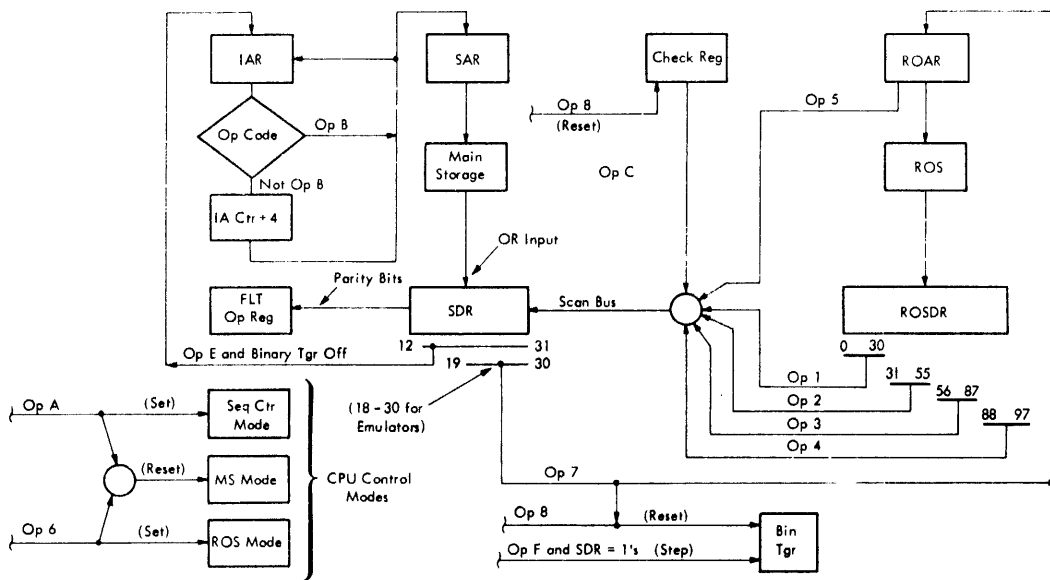 IAR
SAR
Check Reg
ROAR
Op 8
(Reset)
Op 5
Op Code
Op B
Op C
Main
Storage
ROS
Not Op B
IA Ctr + 4
OR Input
Parity Bits
FLT
Op Reg
SDR
Scan Bus
ROSDR
12
31
Op E and Binary Tgr Off
19
30
0
30
Op 1
31
55
Op 2
56
87
Op 3
88
97
Op 4
(18 - 30 for
Emulators)
Op A
(Set)
Seq Ctr
Mode
(Reset)
MS Mode
CPU Control
Modes
Op 6
(Set)
ROS Mode
Op 7
Op 8
(Reset)
Bin
Tgr
Op F and SDR = 1's
(Step)